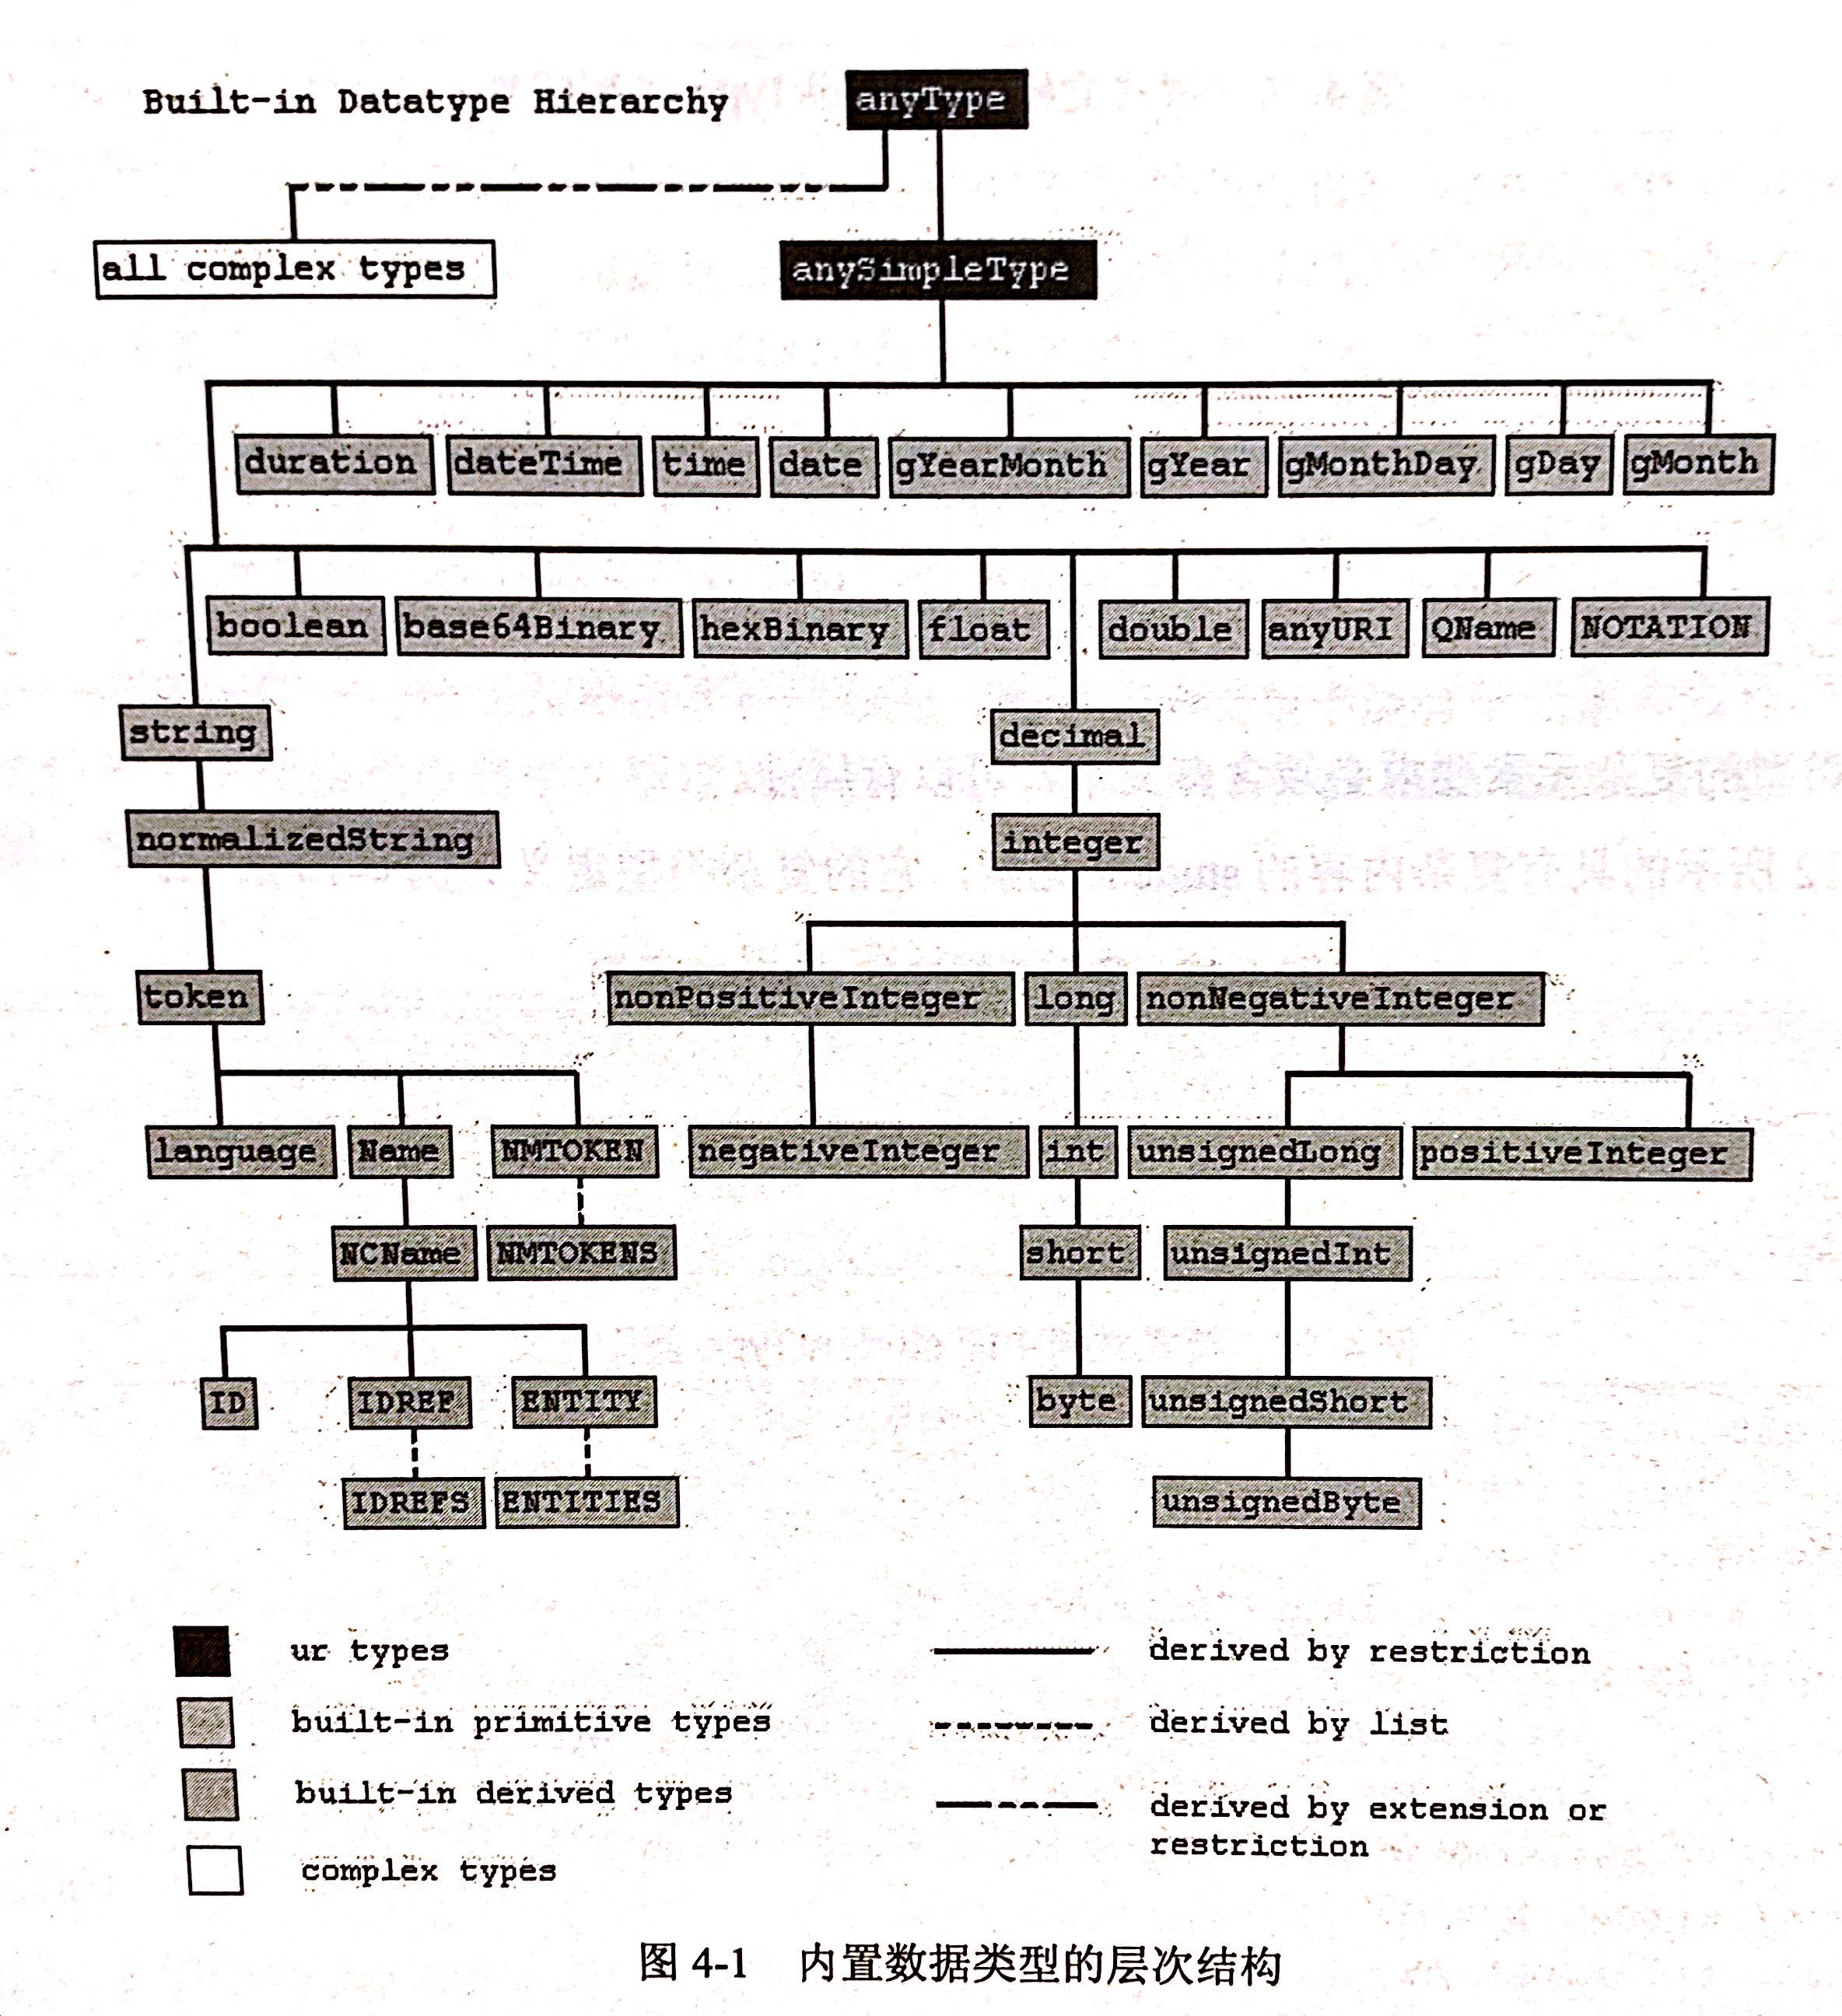 Built-in Datatype Hierarchy
anyType
all complex types
anySimpleType
duration dateTime time date gYearMonth gYear gMonthDay gDay gMonth
boolean base64Binary hexBinary float double anyURI QName NOTATION
string decimal
normalizedString integer
token nonPositiveInteger long nonNegativeInteger
language Name NMTOKEN negativeInteger int unsignedLong positiveInteger
NCName NMTOKENS short unsignedInt
ID IDREF ENTITY byte unsignedShort
IDREFS ENTITIES unsignedByte
ur types derived by restriction
built-in primitive types derived by list
built-in derived types derived by extension or
restriction
complex types
图 4-1 内置数据类型的层次结构